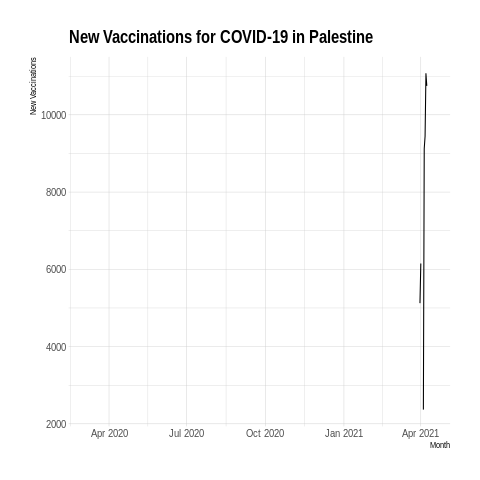 New Vaccinations for COVID-19 in Palestine
New Vaccinations
10000
8000
6000
4000
2000
Apr 2020
Jul 2020
Oct 2020
Jan 2021
Apr 2021
Month